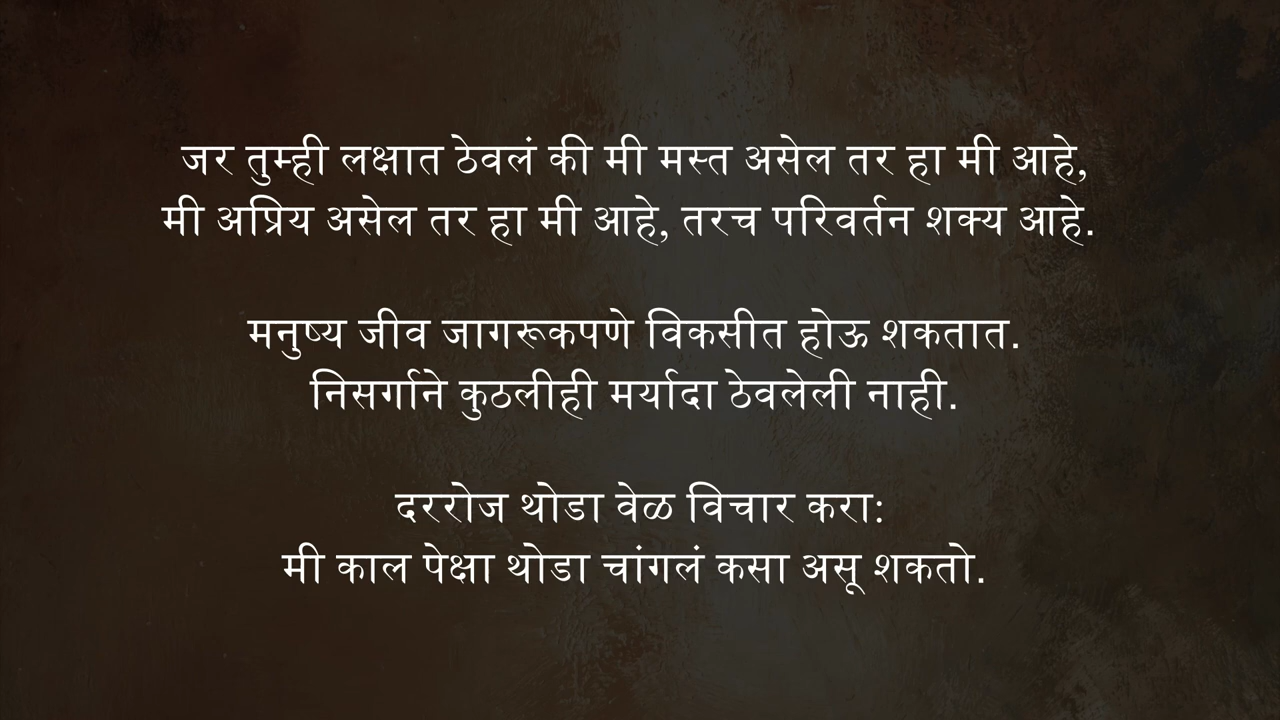 जर तुम्ही लक्षात ठेवलं की मी मस्त असेल तर हा मी आहे,
मी अप्रिय असेल तर हा मी आहे, तरच परिवर्तन शक्य आहे.
मनुष्य जीव जागरूकपणे विकसीत होऊ शकतात.
निसर्गाने कुठलीही मर्यादा ठेवलेली नाही.
दररोज थोडा वेळ विचार करा:
मी काल पेक्षा थोडा चांगलं कसा असू शकतो.